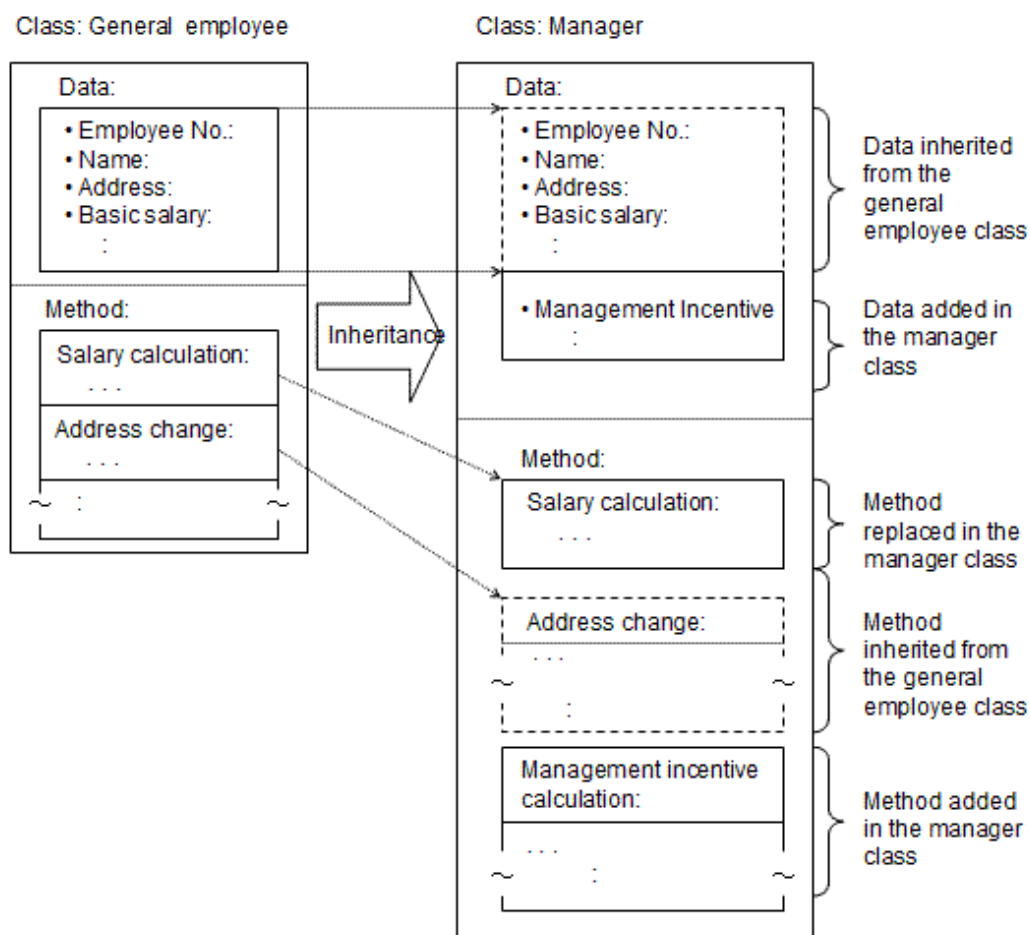 Class: General employee
Data:
• Employee No.:
• Name:
• Address:
• Basic salary:
:
Method:
Salary calculation:
. . .
Address change:
. . .
:
Inheritance
Class: Manager
Data:
• Employee No.:
• Name:
• Address:
• Basic salary:
:
• Management Incentive
:
Method:
Salary calculation:
. . .
Address change:
. . .
:
Management incentive
calculation:
. . .
:
Data inherited
from the
general
employee class
Data added in
the manager
class
Method
replaced in the
manager class
Method
inherited from
the general
employee class
Method added
in the manager
class